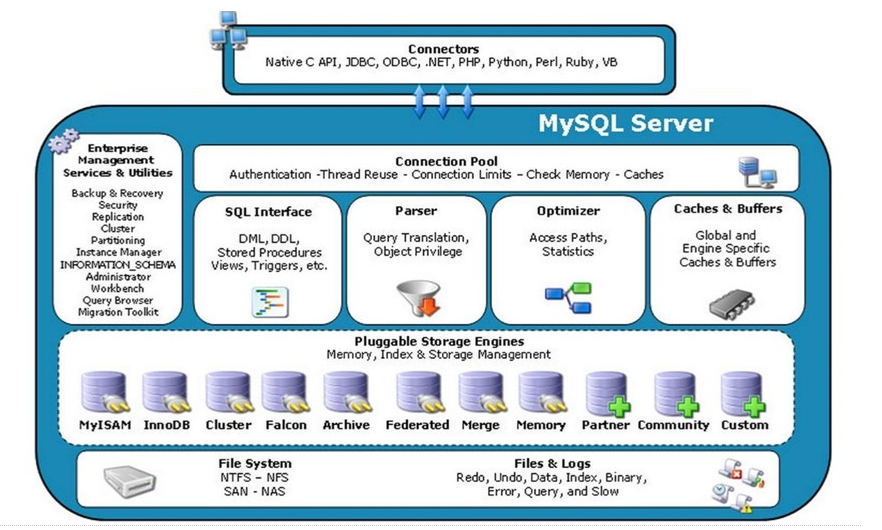 Connectors
Native C API, JDBC, ODBC, .NET, PHP, Python, Perl, Ruby, VB
MySQL Server
Enterprise
Management
Services & Utilities
Backup & Recovery
Security
Replication
Cluster
Partitioning
Instance Manager
INFORMATION_SCHEMA
Administrator
Workbench
Query Browser
Migration Toolkit
Connection Pool
Authentication -Thread Reuse - Connection Limits – Check Memory - Caches
SQL Interface
DML, DDL,
Stored Procedures
Views, Triggers, etc.
Parser
Query Translation,
Object Privilege
Optimizer
Access Paths,
Statistics
Caches & Buffers
Global and
Engine Specific
Caches & Buffers
Pluggable Storage Engines
Memory, Index & Storage Management
MyISAM
InnoDB
Cluster
Falcon
Archive
Federated
Merge
Memory
Partner
Community
Custom
File System
NTFS – NFS
SAN - NAS
Files & Logs
Redo, Undo, Data, Index, Binary,
Error, Query, and Slow